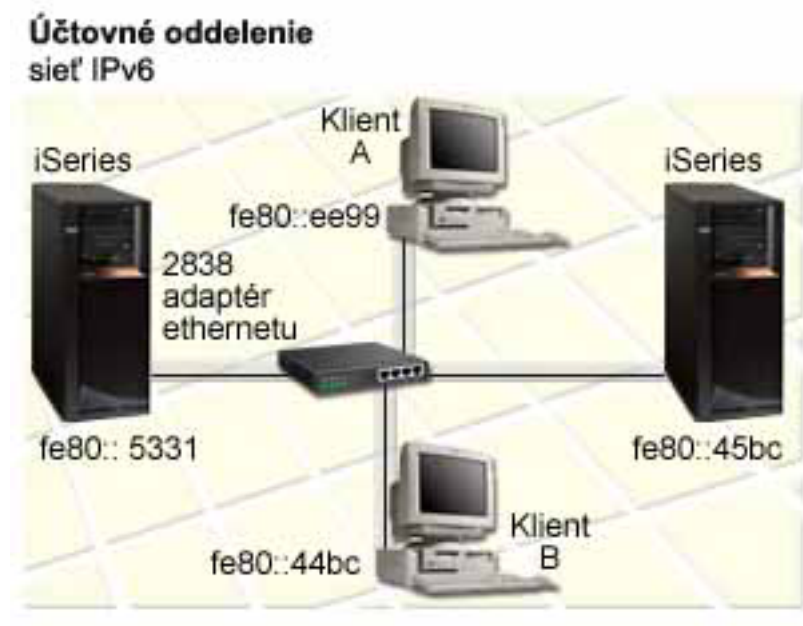 Účtovné oddelenie
sieť IPv6
Klient
A
iSeries
iSeries
fe80::ee99
2838
adaptér
ethernetu
fe80:: 5331
fe80::45bc
Klient
B
fe80::44bc